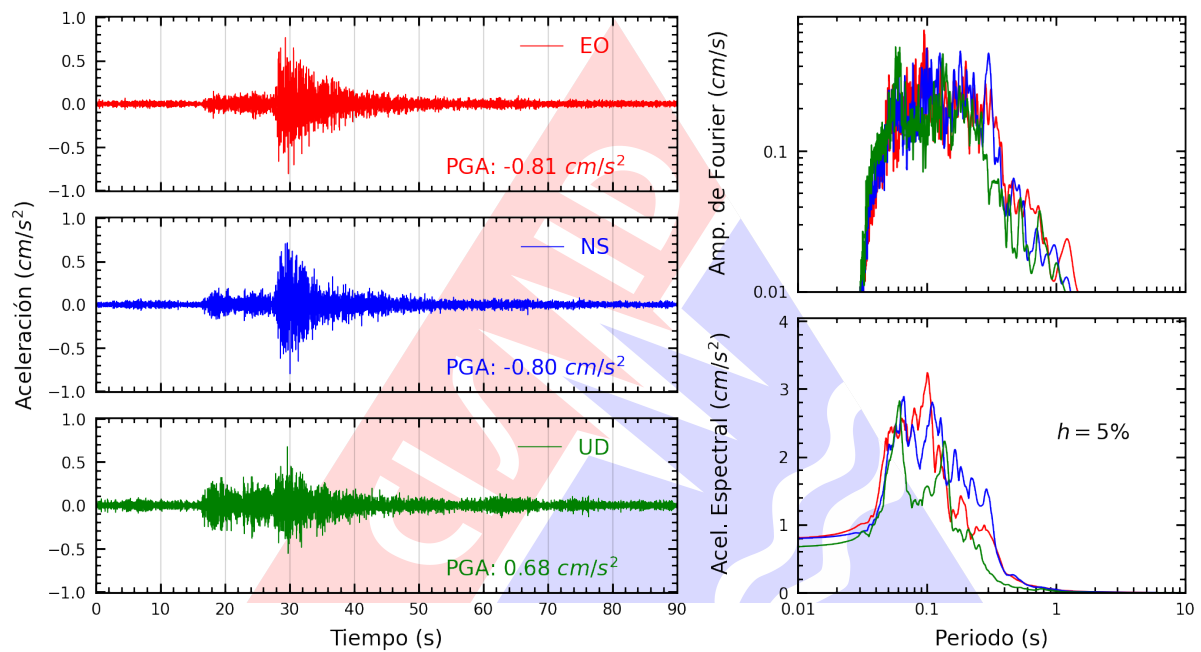 Aceleración (cm/s²)
1.0
0.5
0.0
−0.5
−1.0
EO
PGA: -0.81 cm/s²
1.0
0.5
0.0
−0.5
−1.0
NS
PGA: -0.80 cm/s²
1.0
0.5
0.0
−0.5
−1.0
UD
PGA: 0.68 cm/s²
0 10 20 30 40 50 60 70 80 90
Tiempo (s)
Amp. de Fourier (cm/s)
0.1
0.01
Acel. Espectral (cm/s²)
4
3
2
1
0
h = 5%
0.01 0.1 1 10
Periodo (s)
CISMID